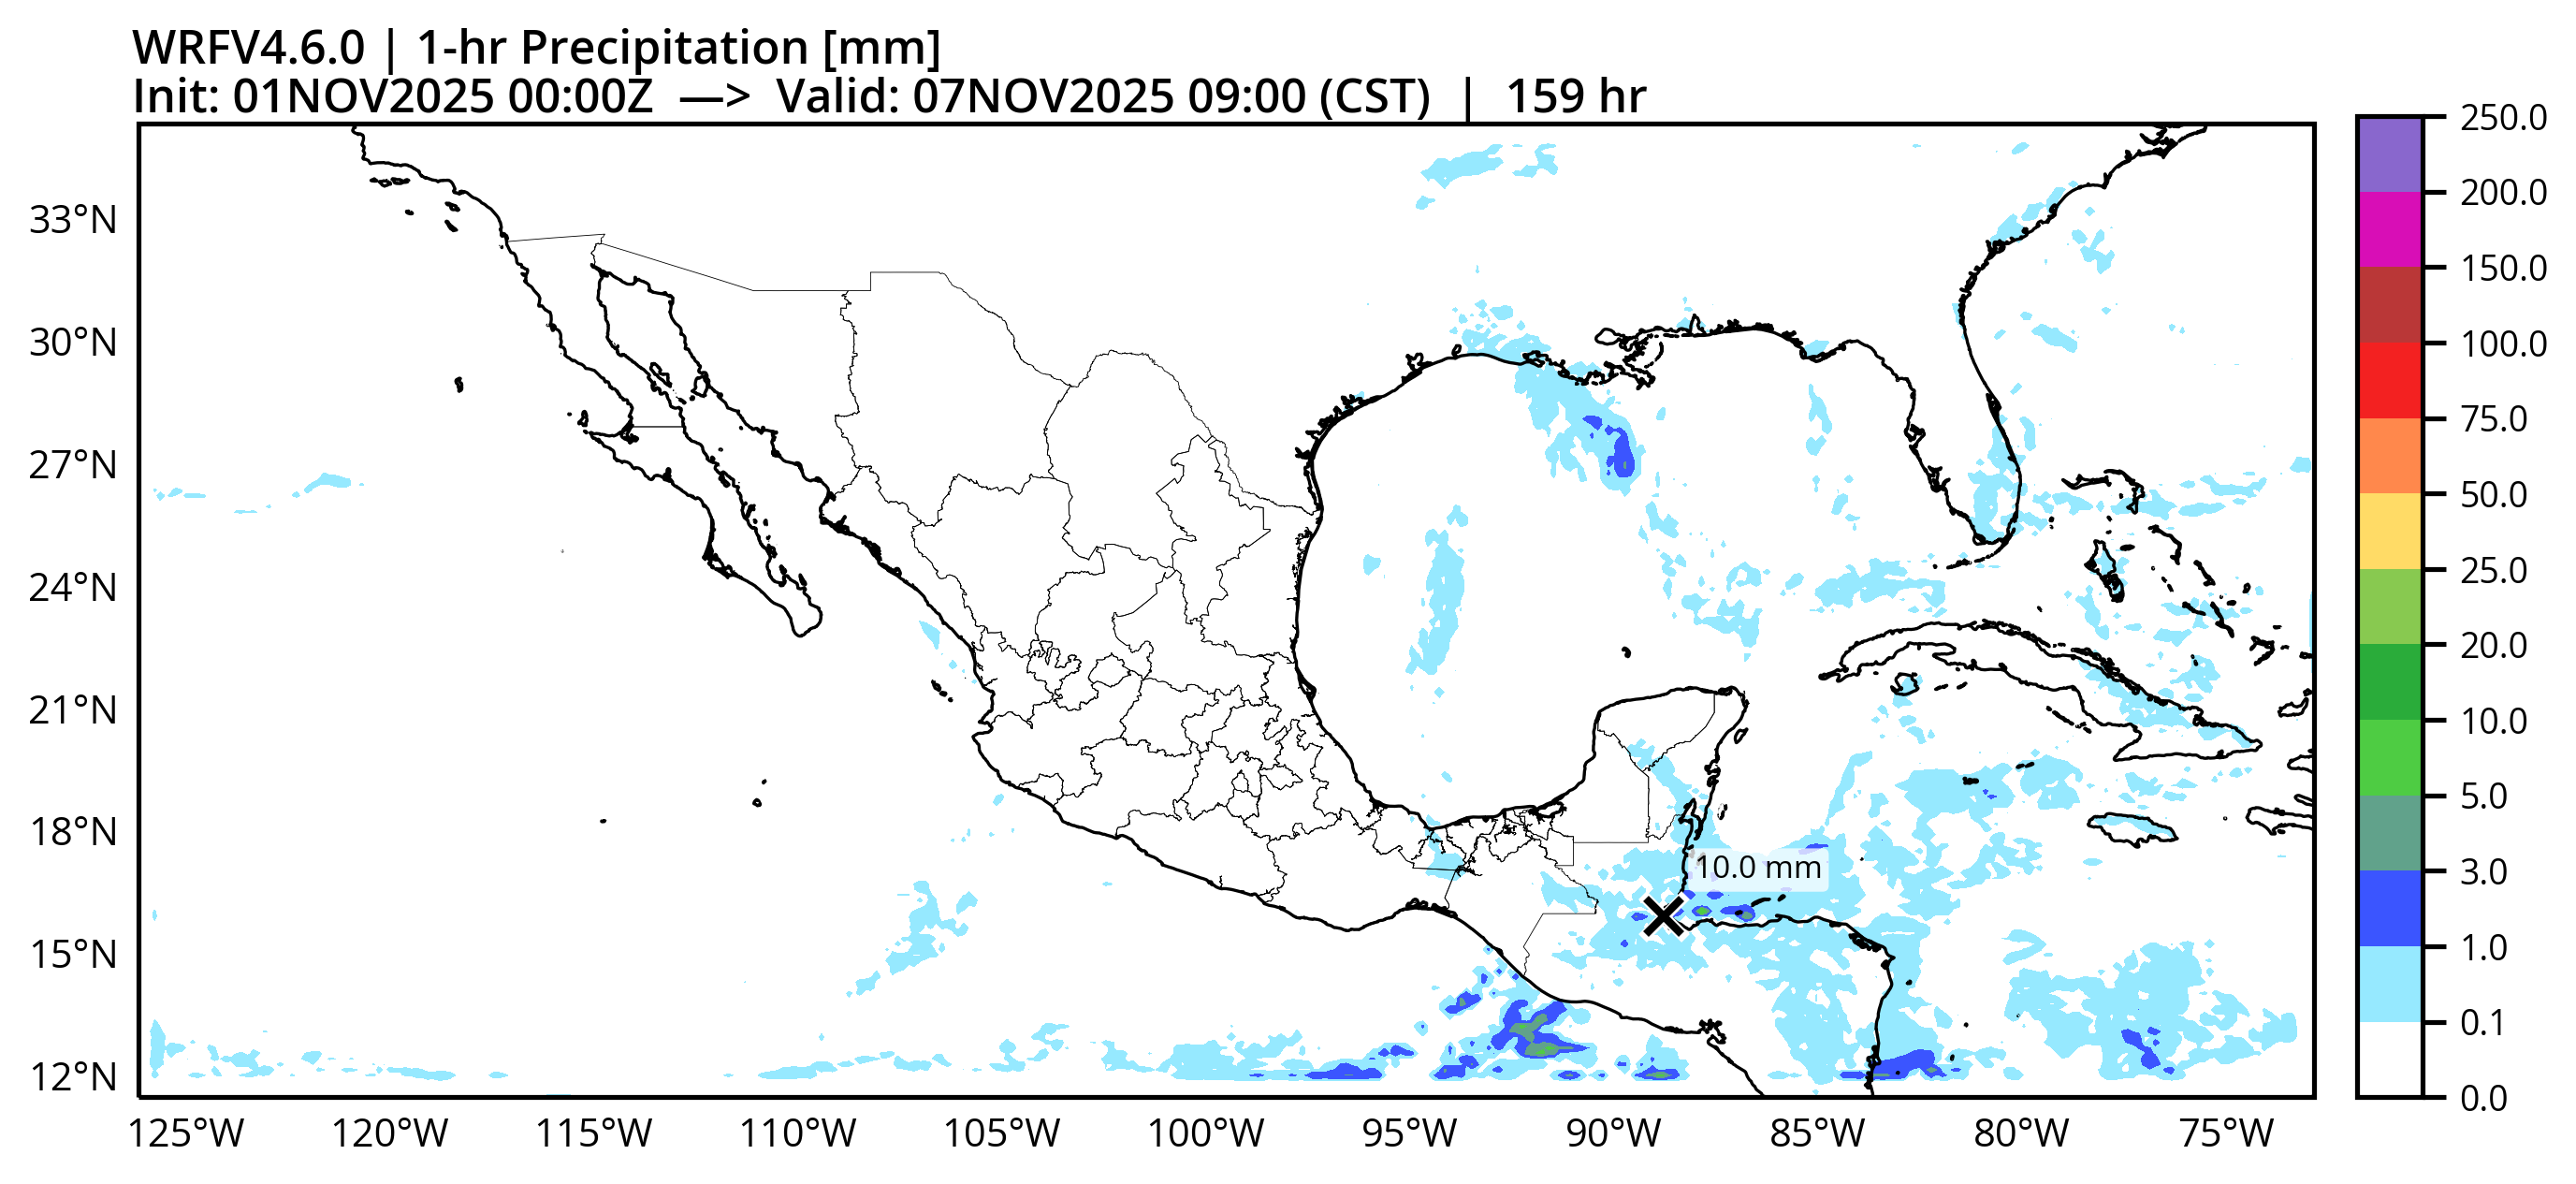 WRFV4.6.0 | 1-hr Precipitation [mm]
Init: 01NOV2025 00:00Z —> Valid: 07NOV2025 09:00 (CST) | 159 hr
250.0
200.0
150.0
100.0
75.0
50.0
25.0
20.0
10.0
5.0
3.0
1.0
0.1
0.0
33°N
30°N
27°N
24°N
21°N
18°N
15°N
12°N
10.0 mm
125°W 120°W 115°W 110°W 105°W 100°W 95°W 90°W 85°W 80°W 75°W